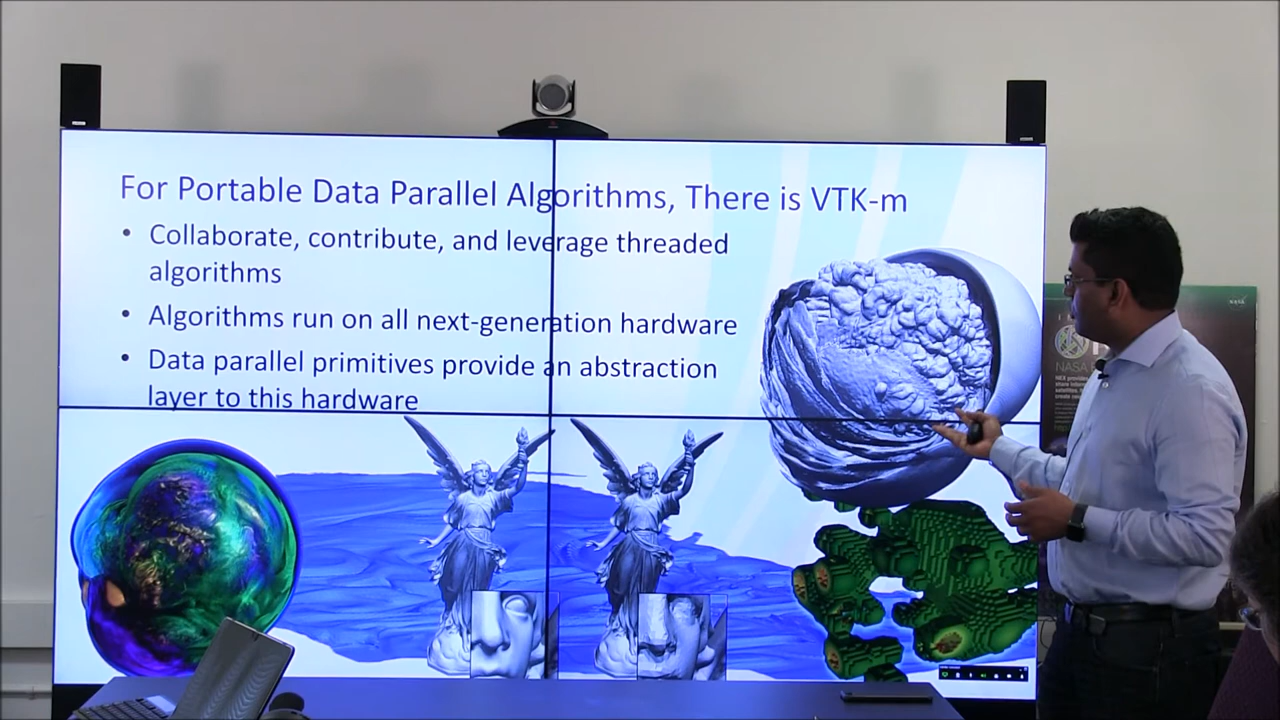 For Portable Data Parallel Algorithms, There is VTK-m
• Collaborate, contribute, and leverage threaded
algorithms
• Algorithms run on all next-generation hardware
• Data parallel primitives provide an abstraction
layer to this hardware
NASA